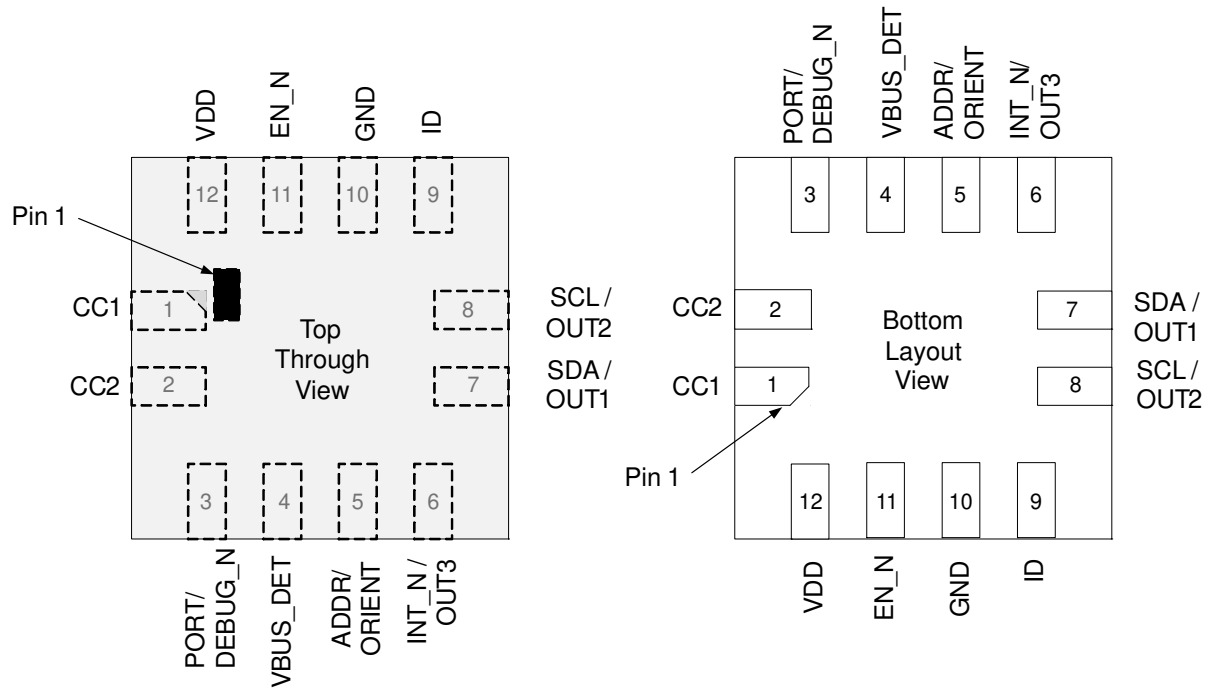 VDD
EN_N
GND
ID
12
11
10
9
Pin 1
CC1
1
8
SCL /
OUT2
Top
Through
View
CC2
2
7
SDA /
OUT1
3
4
5
6
PORT/
DEBUG_N
VBUS_DET
ADDR/
ORIENT
INT_N /
OUT3
PORT/
DEBUG_N
VBUS_DET
ADDR/
ORIENT
INT_N/
OUT3
3
4
5
6
CC2
2
7
SDA /
OUT1
Bottom
Layout
View
CC1
1
8
SCL /
OUT2
Pin 1
12
11
10
9
VDD
EN_N
GND
ID